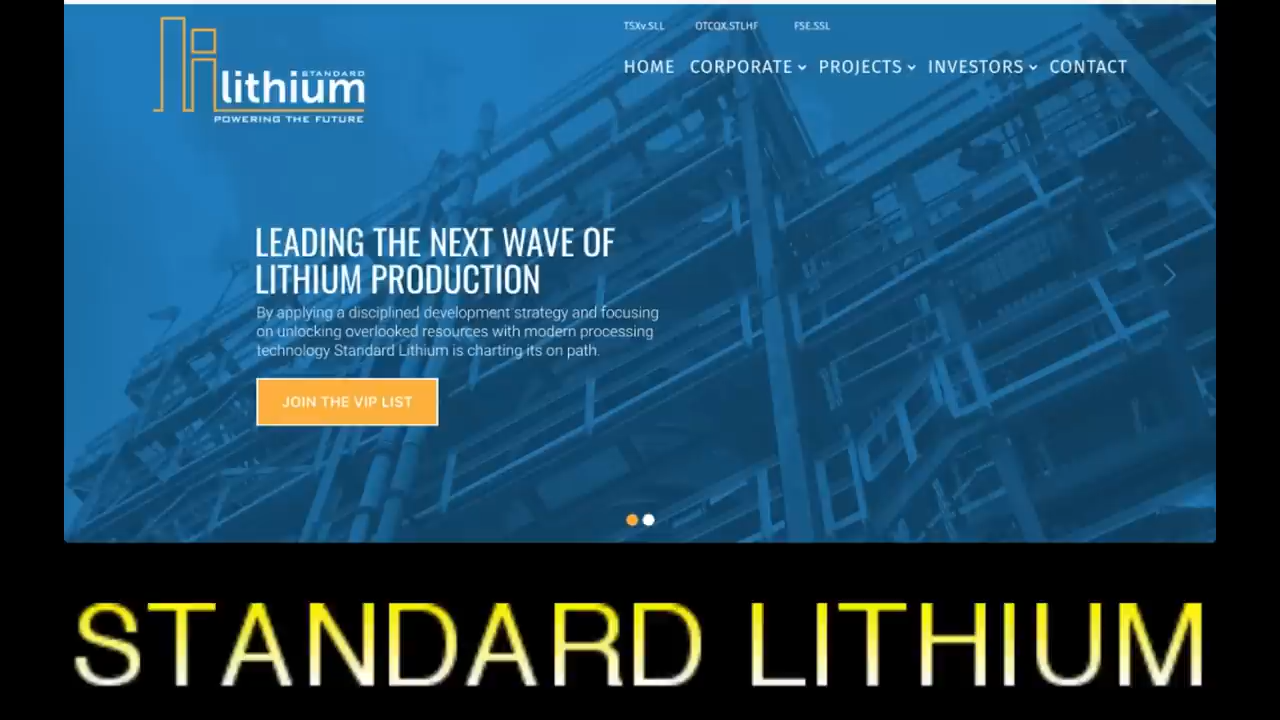 TSXv.SLL OTCQX.STLHF FSE.SSL
HOME CORPORATE PROJECTS INVESTORS CONTACT
li
STANDARD
lithium
POWERING THE FUTURE
LEADING THE NEXT WAVE OF
LITHIUM PRODUCTION
By applying a disciplined development strategy and focusing
on unlocking overlooked resources with modern processing
technology Standard Lithium is charting its on path.
JOIN THE VIP LIST
STANDARD LITHIUM